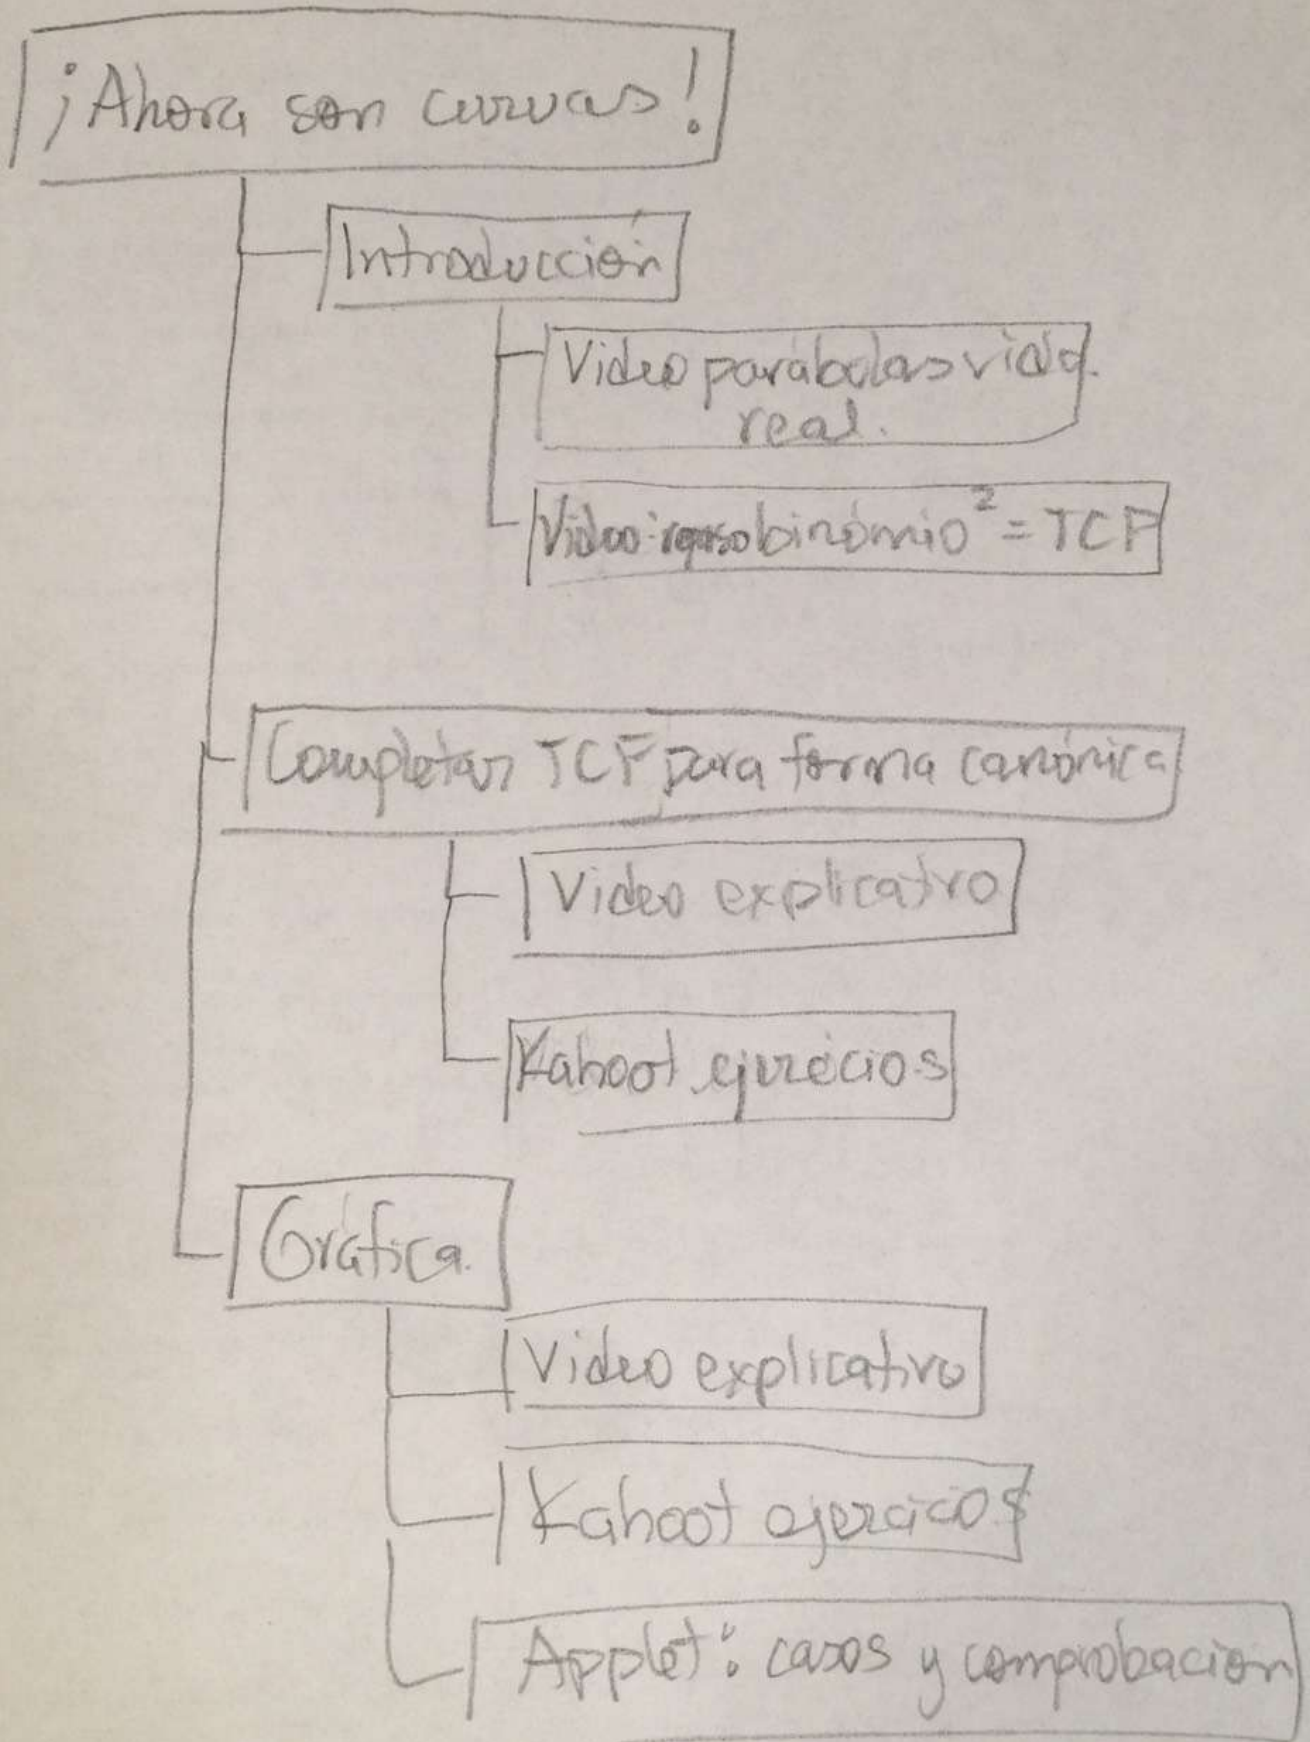 ¡Ahora son curvas!
Introducción
Video parábolas vida
real.
Video repaso binómio² = TCP
Completar TCP para forma canónica
Video explicativo
Kahoot ejercicios
Gráfica
Video explicativo
Kahoot ejercicios
Applet: casos y comprobación